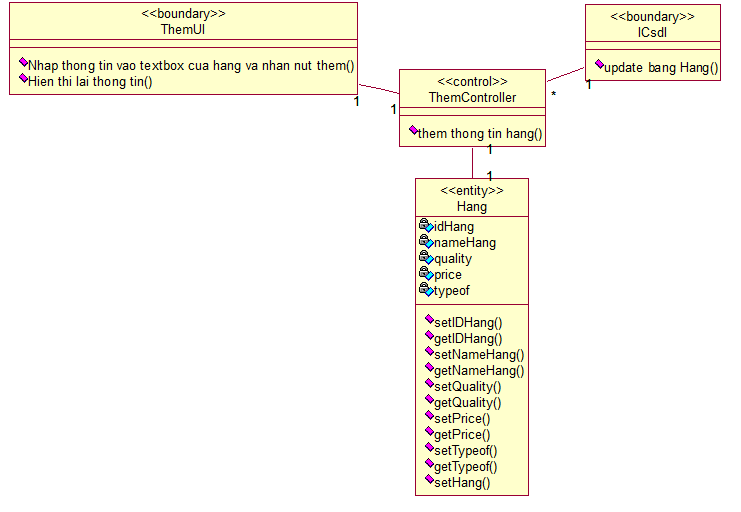 <<boundary>>
ThemUI
Nhap thong tin vao textbox cua hang va nhan nut them()
Hien thi lai thong tin()
1
<<control>>
ThemController
them thong tin hang()
1
1
<<boundary>>
ICsdl
update bang Hang()
1
*
1
<<entity>>
Hang
idHang
nameHang
quality
price
typeof
setIDHang()
getIDHang()
setNameHang()
getNameHang()
setQuality()
getQuality()
setPrice()
getPrice()
setTypeof()
getTypeof()
setHang()